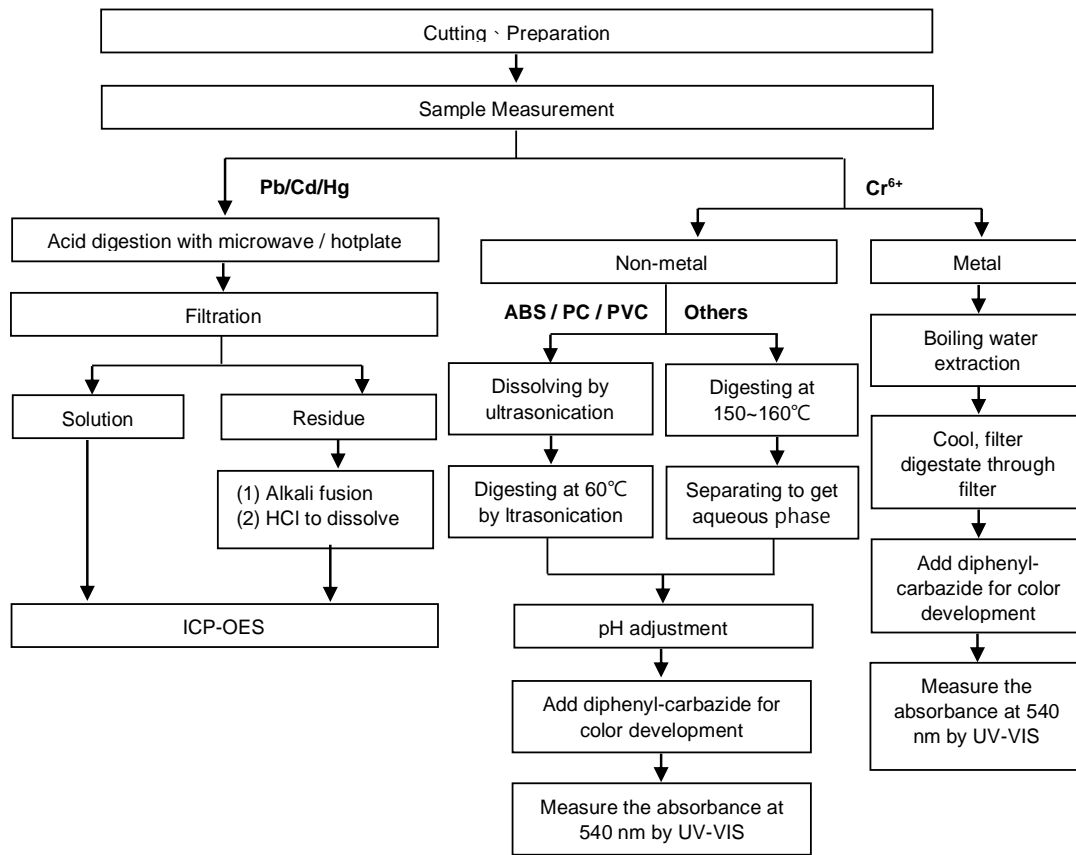 Cutting、Preparation
Sample Measurement
Pb/Cd/Hg
Cr6+
Acid digestion with microwave / hotplate
Non-metal
Metal
Filtration
ABS / PC / PVC
Others
Boiling water
extraction
Solution
Residue
Dissolving by
ultrasonication
Digesting at
150~160℃
Cool, filter
digestate through
filter
(1) Alkali fusion
(2) HCl to dissolve
Digesting at 60℃
by ltrasonication
Separating to get
aqueous phase
Add diphenyl-
carbazide for color
development
ICP-OES
pH adjustment
Add diphenyl-carbazide for
color development
Measure the
absorbance at 540
nm by UV-VIS
Measure the absorbance at
540 nm by UV-VIS